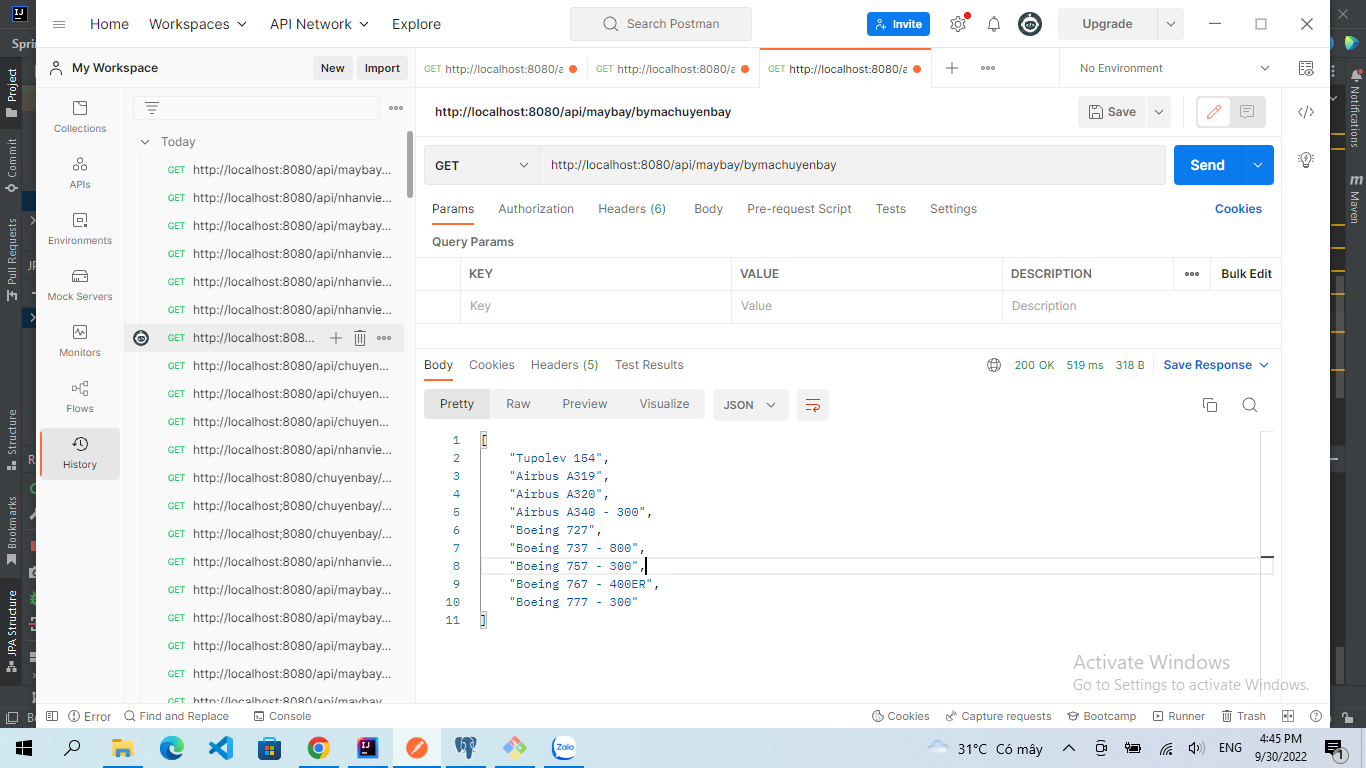 Home Workspaces API Network Explore
Search Postman
Invite
Upgrade
Sprin
My Workspace
New Import
GET http://localhost:8080/a
GET http://localhost:8080/a
GET http://localhost:8080/a
No Environment
Project
Commit
Pull Requests
Structure
Bookmarks
JPA Structure
Notifications
Maven
Collections
APIs
Environments
Mock Servers
Monitors
Flows
History
Today
GET http://localhost:8080/api/maybay...
GET http://localhost:8080/api/nhanvie...
GET http://localhost:8080/api/maybay...
GET http://localhost:8080/api/nhanvie...
GET http://localhost:8080/api/nhanvie...
GET http://localhost:8080/api/nhanvie...
GET http://localhost:808...
GET http://localhost:8080/api/chuyen...
GET http://localhost:8080/api/chuyen...
GET http://localhost:8080/api/chuyen...
GET http://localhost:8080/api/nhanvie...
GET http://localhost:8080/chuyenbay/...
GET http://localhost:8080/chuyenbay/...
GET http://localhost:8080/chuyenbay/...
GET http://localhost:8080/api/nhanvie...
GET http://localhost:8080/api/maybay...
GET http://localhost:8080/api/maybay...
GET http://localhost:8080/api/maybay...
GET http://localhost:8080/api/maybay...
GET http://localhost:8080/api/maybay
http://localhost:8080/api/maybay/bymachuyenbay
Save
GET http://localhost:8080/api/maybay/bymachuyenbay
Send
Params Authorization Headers (6) Body Pre-request Script Tests Settings Cookies
Query Params
KEY VALUE DESCRIPTION Bulk Edit
Key Value Description
Body Cookies Headers (5) Test Results 200 OK 519 ms 318 B Save Response
Pretty Raw Preview Visualize JSON
1 [
2 "Tupolev 154",
3 "Airbus A319",
4 "Airbus A320",
5 "Airbus A340 - 300",
6 "Boeing 727",
7 "Boeing 737 - 800",
8 "Boeing 757 - 300",
9 "Boeing 767 - 400ER",
10 "Boeing 777 - 300"
11 ]
Activate Windows
Go to Settings to activate Windows.
Error Find and Replace Console
Cookies Capture requests Bootcamp Runner Trash
Zalo
31°C Có mây
ENG
4:45 PM
9/30/2022
1